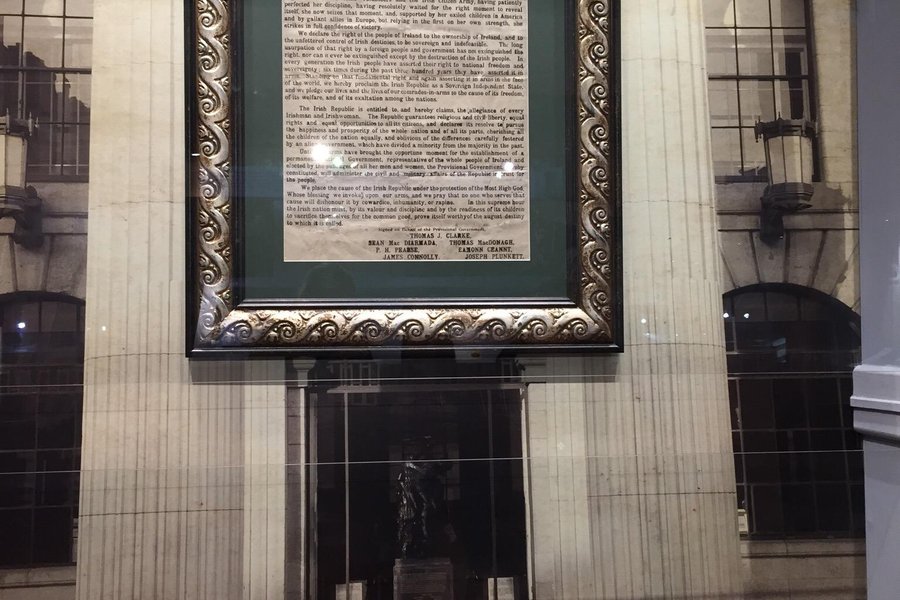 perfected her discipline, having resolutely waited for the right moment to reveal
itself, she now seizes that moment, and, supported by her exiled children in America
and by gallant allies in Europe, but relying in the first on her own strength, she
strikes in full confidence of victory.
We declare the right of the people of Ireland to the ownership of Ireland, and to
the unfettered control of Irish destinies, to be sovereign and indefeasible. The long
usurpation of that right by a foreign people and government has not extinguished the
right, nor can it ever be extinguished except by the destruction of the Irish people. In
every generation the Irish people have asserted their right to national freedom and
sovereignty: six times during the past three hundred years they have asserted it in
arms. Standing on that fundamental right and again asserting it in arms in the face
of the world, we hereby proclaim the Irish Republic as a Sovereign Independent State,
and we pledge our lives and the lives of our comrades-in-arms to the cause of its freedom,
of its welfare, and of its exaltation among the nations.
The Irish Republic is entitled to, and hereby claims, the allegiance of every
Irishman and Irishwoman. The Republic guarantees religious and civil liberty, equal
rights and equal opportunities to all its citizens, and declares its resolve to pursue
the happiness and prosperity of the whole nation and of all its parts, cherishing all
the children of the nation equally, and oblivious of the differences carefully fostered
by an alien government, which have divided a minority from the majority in the past.
Until our arms have brought the opportune moment for the establishment of a
permanent Government, representative of the whole people of Ireland and
elected by the suffrages of all her men and women, the Provisional Government, hereby
constituted, will administer the civil and military affairs of the Republic in trust for
the people.
We place the cause of the Irish Republic under the protection of the Most High God,
Whose blessing we invoke upon our arms, and we pray that no one who serves that
cause will dishonour it by cowardice, inhumanity, or rapine. In this supreme hour
the Irish nation must, by its valour and discipline and by the readiness of its children
to sacrifice themselves for the common good, prove itself worthy of the august destiny
to which it is called.
Signed on Behalf of the Provisional Government,
THOMAS J. CLARKE,
SEAN Mac DIARMADA, THOMAS MacDONAGH,
P. H. PEARSE, EAMONN CEANNT,
JAMES CONNOLLY, JOSEPH PLUNKETT.